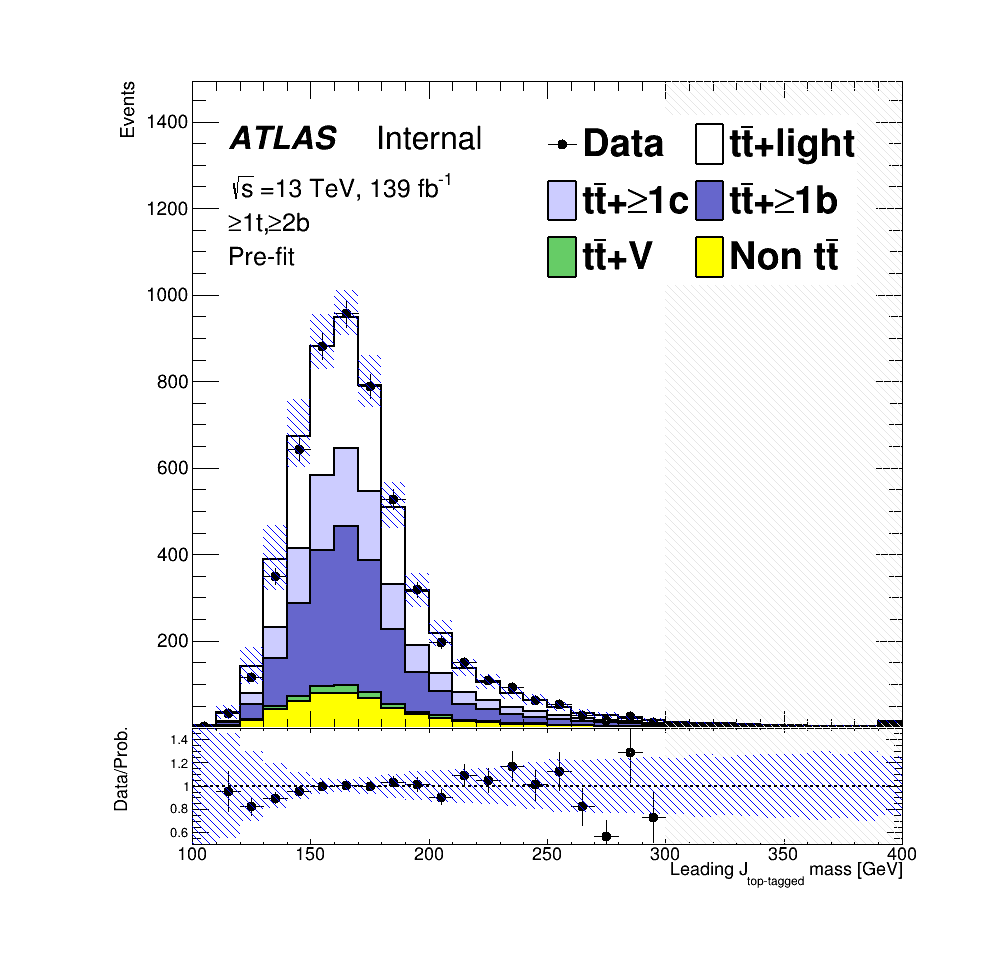 Events
1400
1200
1000
800
600
400
200
ATLAS Internal
√s =13 TeV, 139 fb⁻¹
≥1t,≥2b
Pre-fit
Data
tt̄+light
tt̄+≥1c
tt̄+≥1b
tt̄+V
Non tt̄
Data/Prob.
1.4
1.2
1
0.8
0.6
100 150 200 250 300 350 400
Leading J top-tagged mass [GeV]